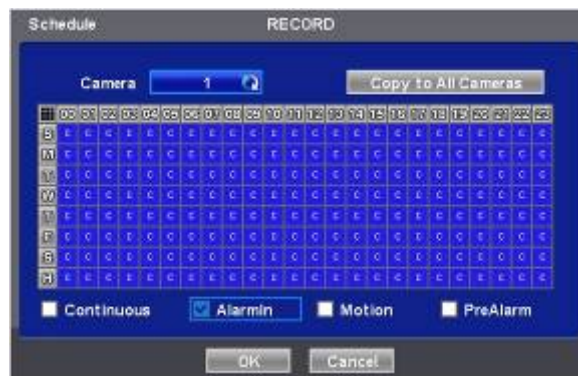 Schedule RECORD
Camera 1 Copy to All Cameras
00 01 02 03 04 05 06 07 08 09 10 11 12 13 14 15 16 17 18 19 20 21 22 23
S C C C C C C C C C C C C C C C C C C C C C C C C
M C C C C C C C C C C C C C C C C C C C C C C C C
T C C C C C C C C C C C C C C C C C C C C C C C C
W C C C C C C C C C C C C C C C C C C C C C C C C
T C C C C C C C C C C C C C C C C C C C C C C C C
F C C C C C C C C C C C C C C C C C C C C C C C C
S C C C C C C C C C C C C C C C C C C C C C C C C
H C C C C C C C C C C C C C C C C C C C C C C C C
Continuous AlarmIn Motion PreAlarm
OK Cancel